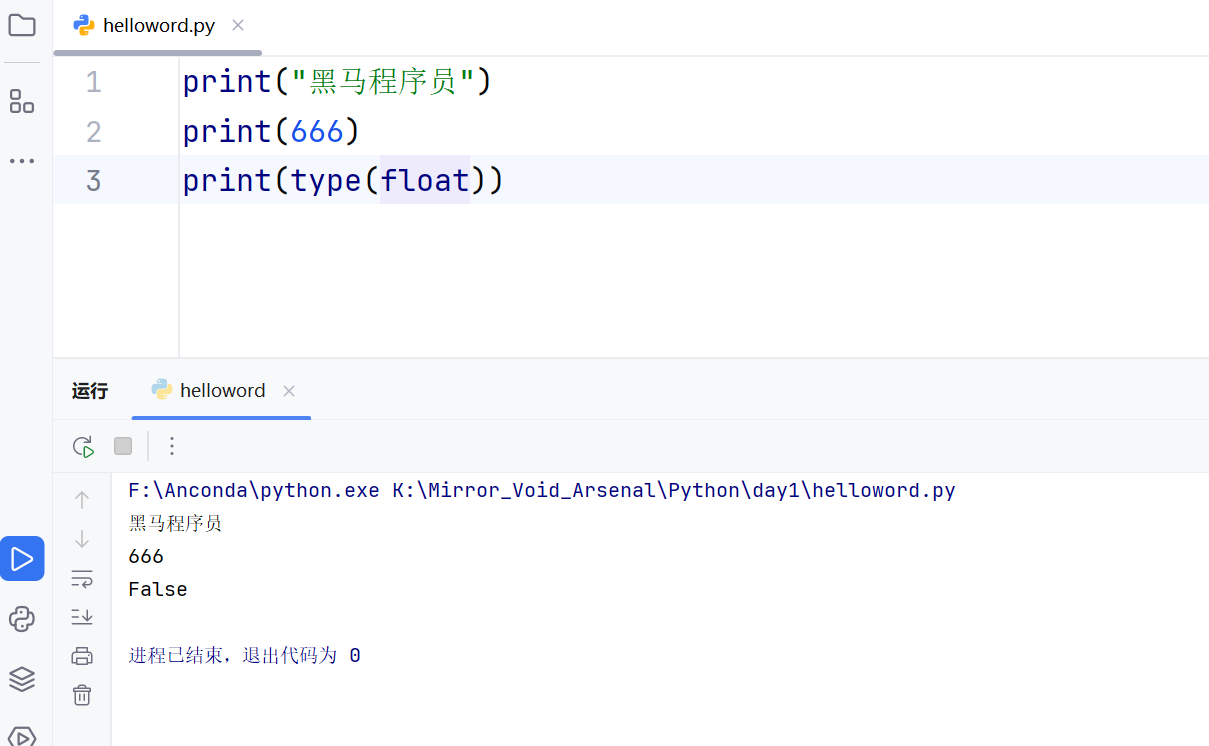 helloword.py
1 print("黑马程序员")
2 print(666)
3 print(type(float))
运行 helloword
F:\Anconda\python.exe K:\Mirror_Void_Arsenal\Python\day1\helloword.py
黑马程序员
666
False
进程已结束，退出代码为 0